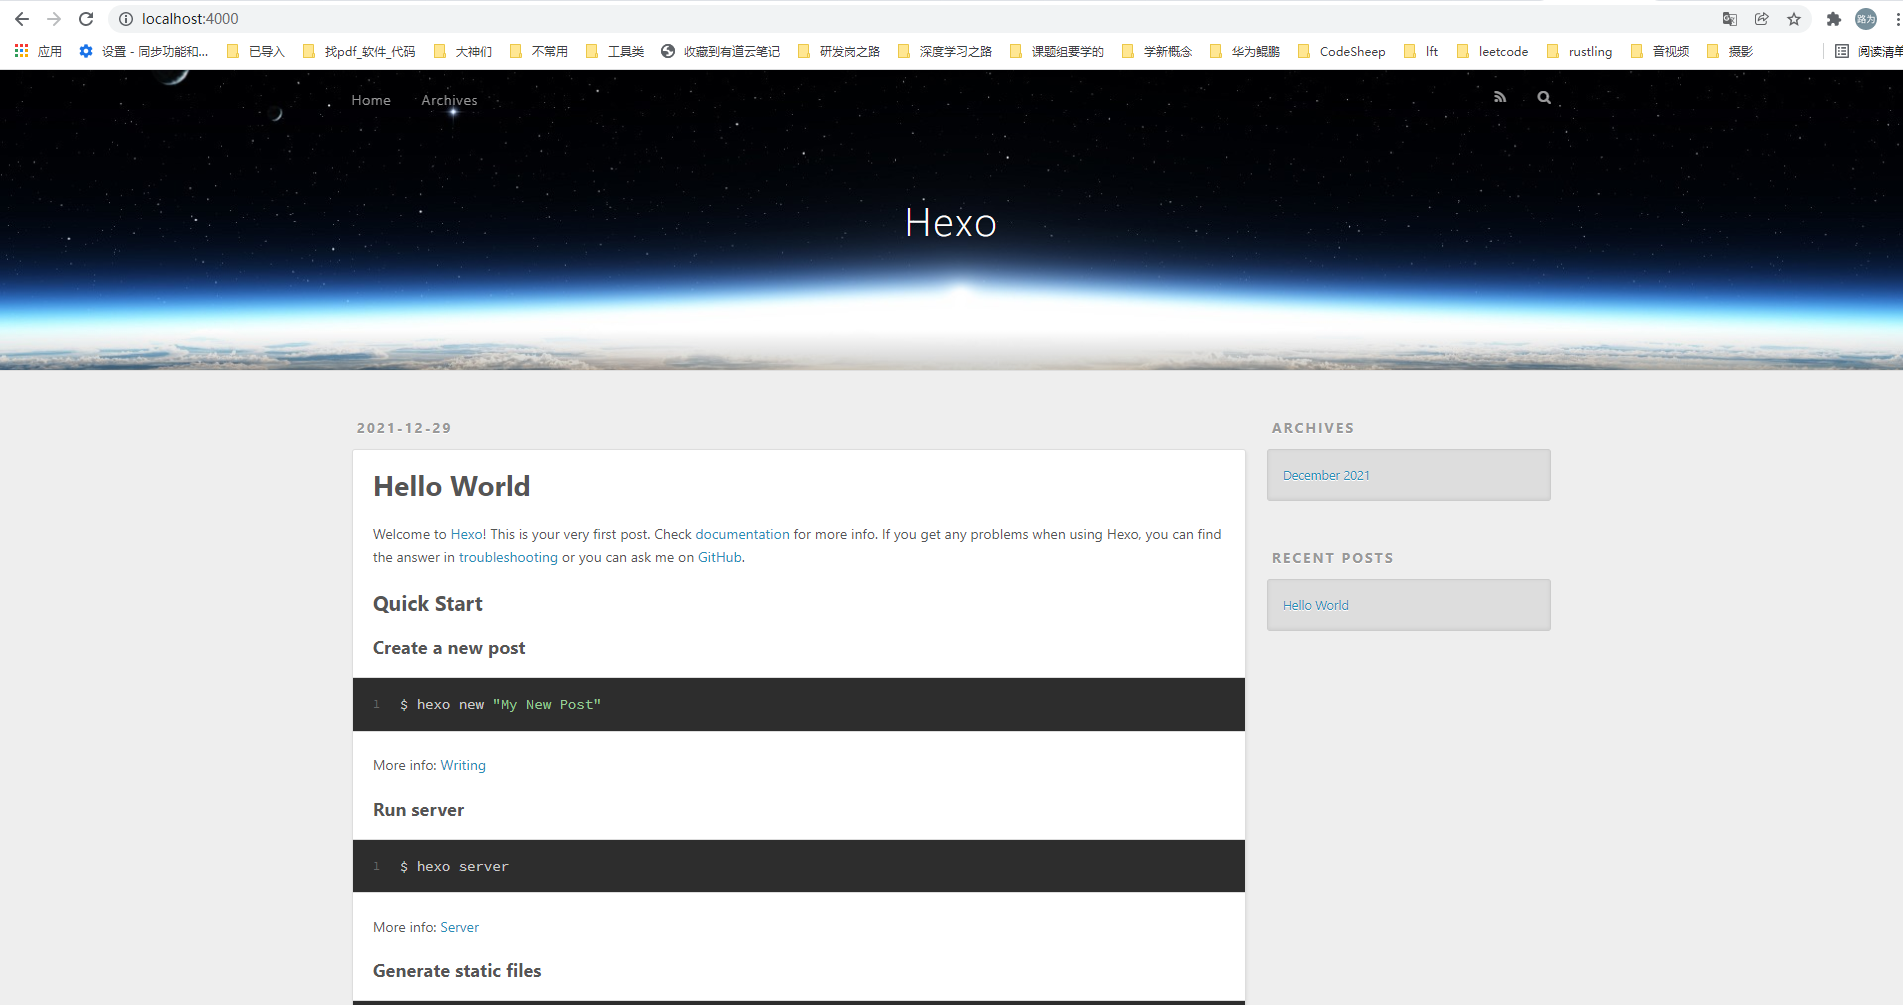 localhost:4000
路为
应用 设置 - 同步功能和... 已导入 找pdf_软件_代码 大神们 不常用 工具类 收藏到有道云笔记 研发岗之路 深度学习之路 课题组要学的 学新概念 华为鲲鹏 CodeSheep lft leetcode rustling 音视频 摄影 阅读清单
Home Archives
Hexo
2021-12-29
Hello World
Welcome to Hexo! This is your very first post. Check documentation for more info. If you get any problems when using Hexo, you can find
the answer in troubleshooting or you can ask me on GitHub.
Quick Start
Create a new post
1 $ hexo new "My New Post"
More info: Writing
Run server
1 $ hexo server
More info: Server
Generate static files
ARCHIVES
December 2021
RECENT POSTS
Hello World